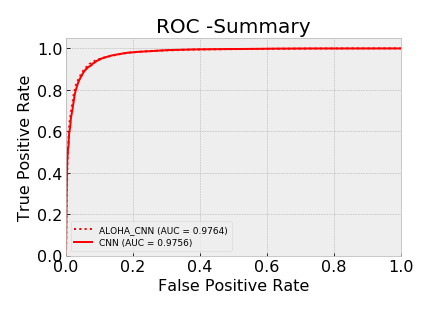 ROC -Summary
True Positive Rate
1.0
0.8
0.6
0.4
0.2
0.0
ALOHA_CNN (AUC = 0.9764)
CNN (AUC = 0.9756)
0.0 0.2 0.4 0.6 0.8 1.0
False Positive Rate